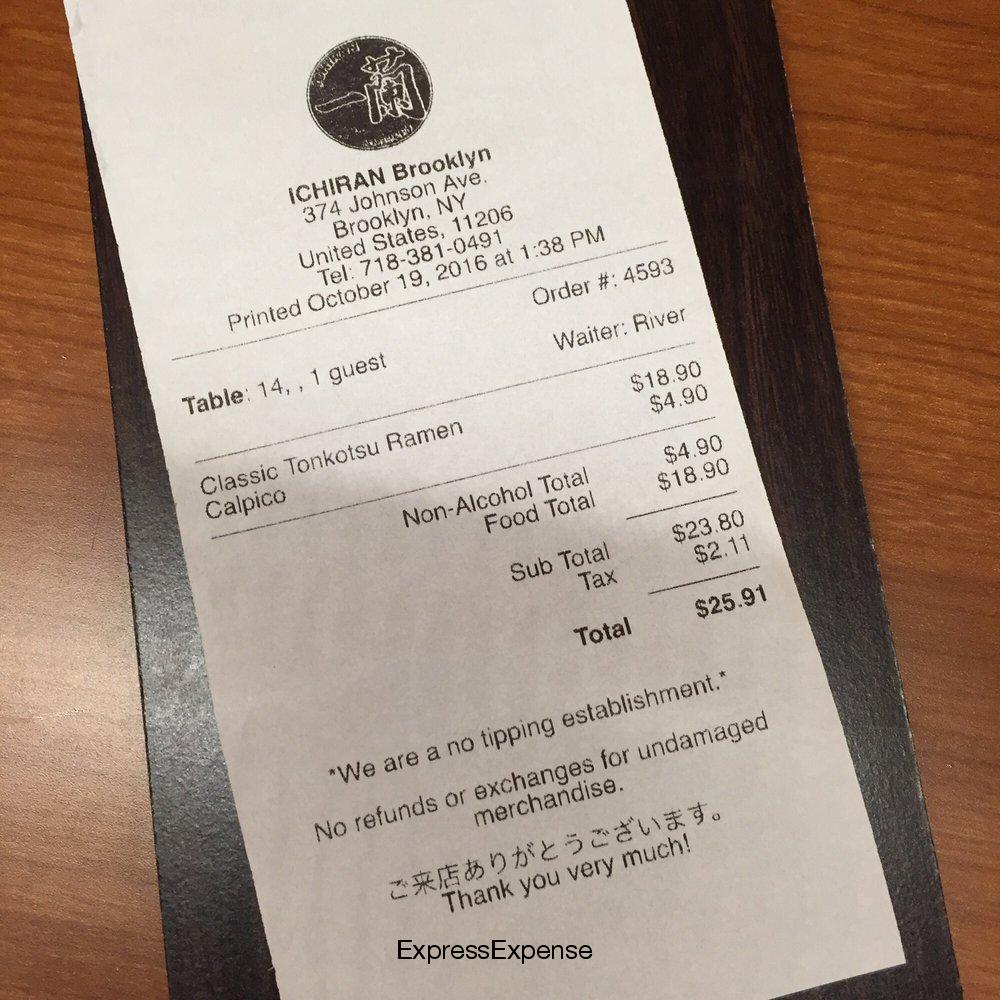 一蘭
ICHIRAN Brooklyn
374 Johnson Ave.
Brooklyn, NY
United States, 11206
Tel: 718-381-0491
Printed October 19, 2016 at 1:38 PM
Order #: 4593
Table: 14, , 1 guest Waiter: River
Classic Tonkotsu Ramen $18.90
Calpico $4.90
Non-Alcohol Total $4.90
Food Total $18.90
Sub Total $23.80
Tax $2.11
Total $25.91
*We are a no tipping establishment.*
No refunds or exchanges for undamaged
merchandise.
ご来店ありがとうございます。
Thank you very much!
ExpressExpense